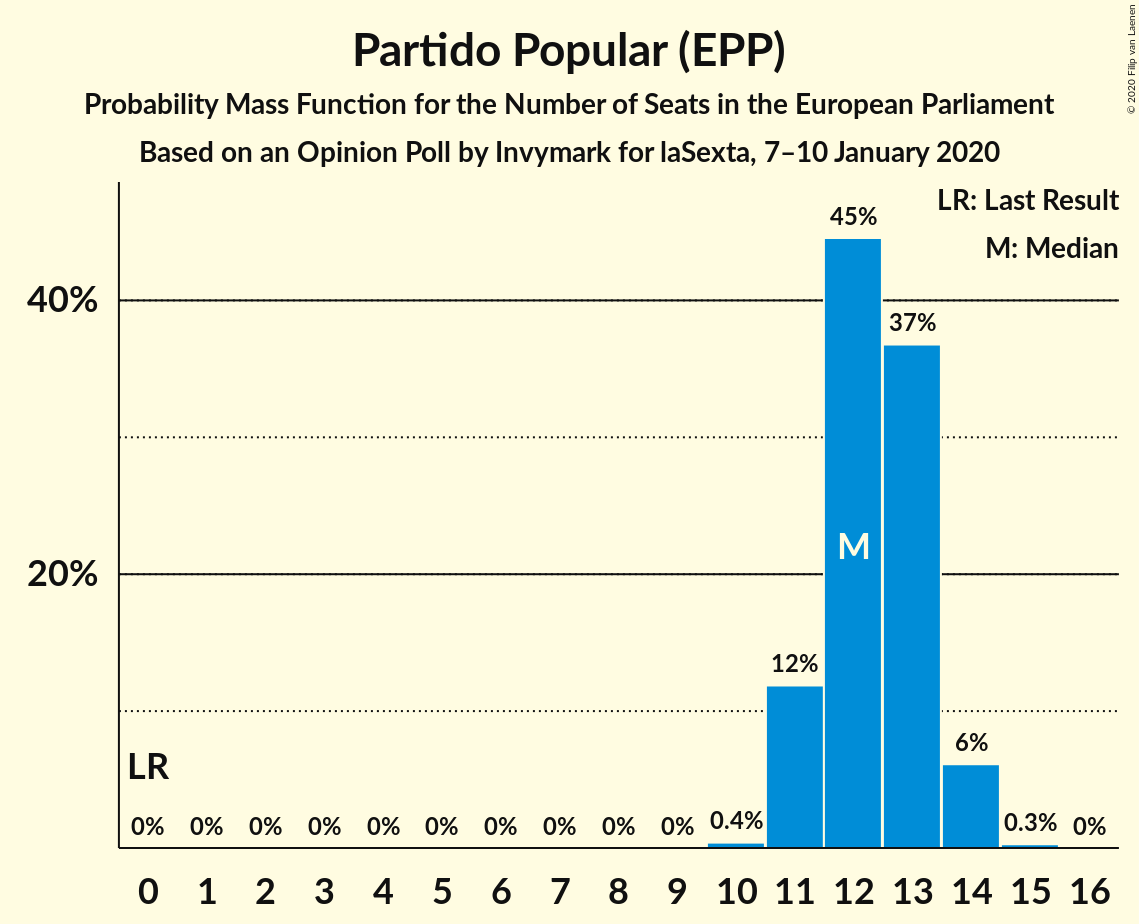 Partido Popular (EPP)
Probability Mass Function for the Number of Seats in the European Parliament
Based on an Opinion Poll by Invymark for laSexta, 7–10 January 2020
© 2020 Filip van Laenen
LR: Last Result
M: Median
45%
40%
37%
M
20%
12%
6%
LR
0% 0% 0% 0% 0% 0% 0% 0% 0% 0% 0.4% 0.3% 0%
0 1 2 3 4 5 6 7 8 9 10 11 12 13 14 15 16